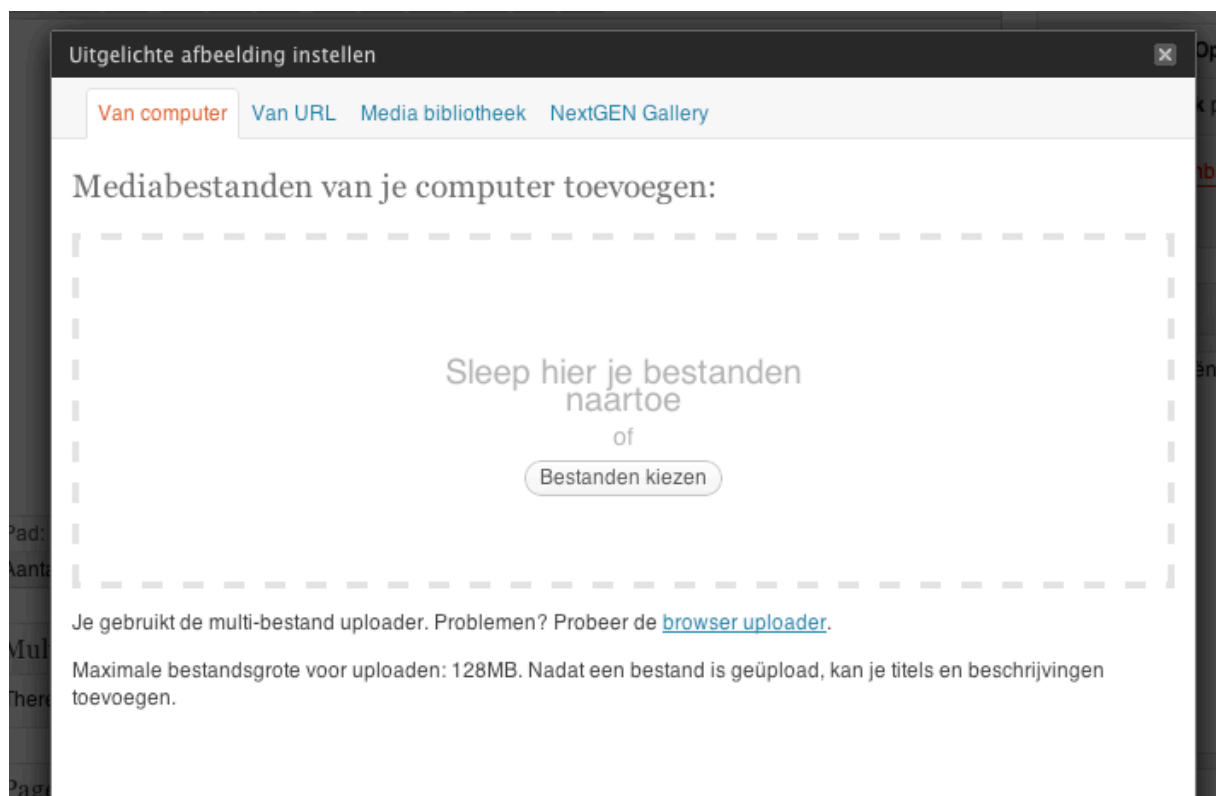 Uitgelichte afbeelding instellen
Van computer Van URL Media bibliotheek NextGEN Gallery
Mediabestanden van je computer toevoegen:
Sleep hier je bestanden
naartoe
of
Bestanden kiezen
Pad:
Je gebruikt de multi-bestand uploader. Problemen? Probeer de browser uploader.
Maximale bestandsgrote voor uploaden: 128MB. Nadat een bestand is geüpload, kan je titels en beschrijvingen
toevoegen.